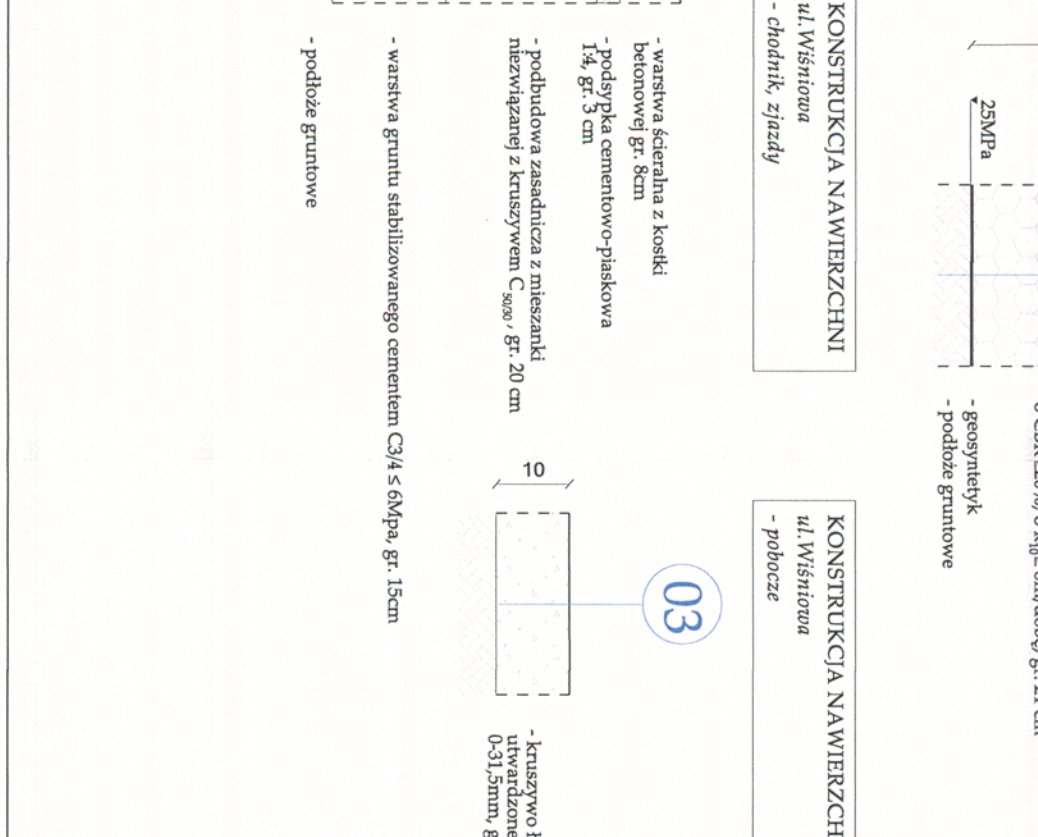 25MPa
- geosyntetyk
- podłoże gruntowe
KONSTRUKCJA NAWIERZCHNI
ul.Wiśniowa
- chodnik, zjazdy
- warstwa ścieralna z kostki
betonowej gr. 8cm
- podsypka cementowo-piaskowa
1:4, gr. 3 cm
- podbudowa zasadnicza z mieszanki
niezwiązanej z kruszywem C 50/30 , gr. 20 cm
- warstwa gruntu stabilizowanego cementem C3/4 ≤ 6Mpa, gr. 15cm
- podłoże gruntowe
KONSTRUKCJA NAWIERZCH
ul.Wiśniowa
- pobocze
03
10
- kruszywo
utwardzone
0-31,5mm, g